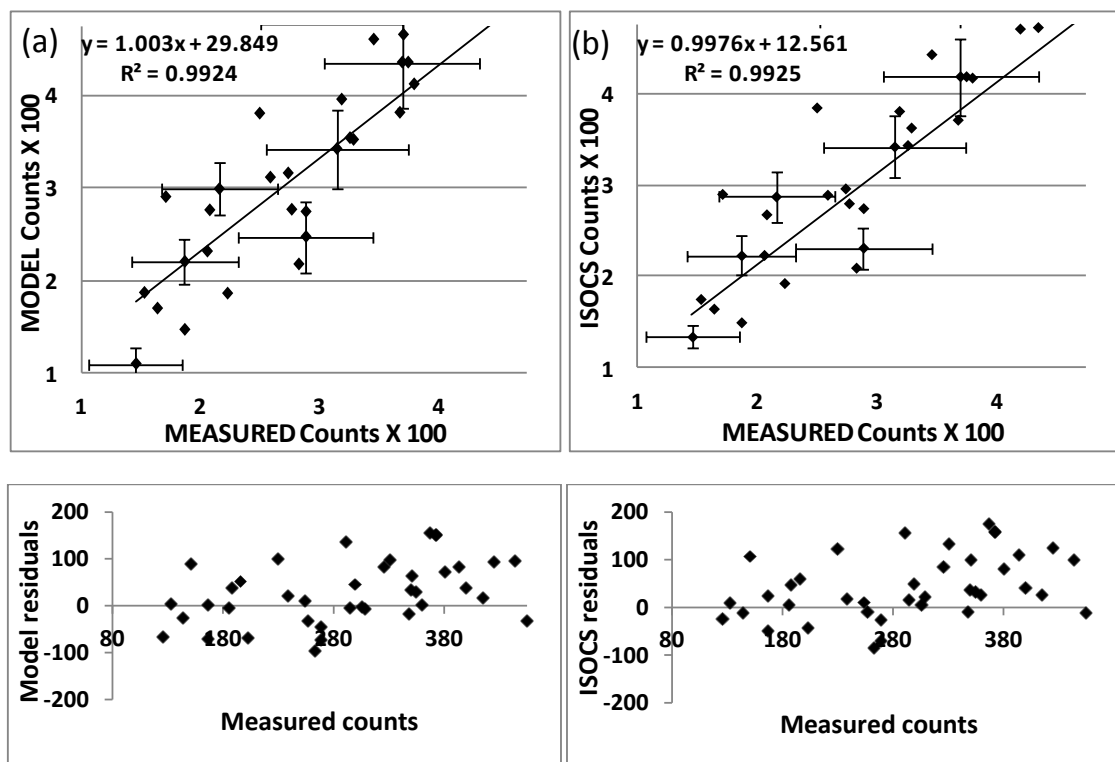 (a)
y = 1.003x + 29.849
R² = 0.9924
MODEL Counts X 100
4
3
2
1
1 2 3 4
MEASURED Counts X 100
(b)
y = 0.9976x + 12.561
R² = 0.9925
ISOCS Counts X 100
4
3
2
1
1 2 3 4
MEASURED Counts X 100
Model residuals
200
100
0
-100
-200
80 180 280 380
Measured counts
ISOCS residuals
200
100
0
-100
-200
80 180 280 380
Measured counts